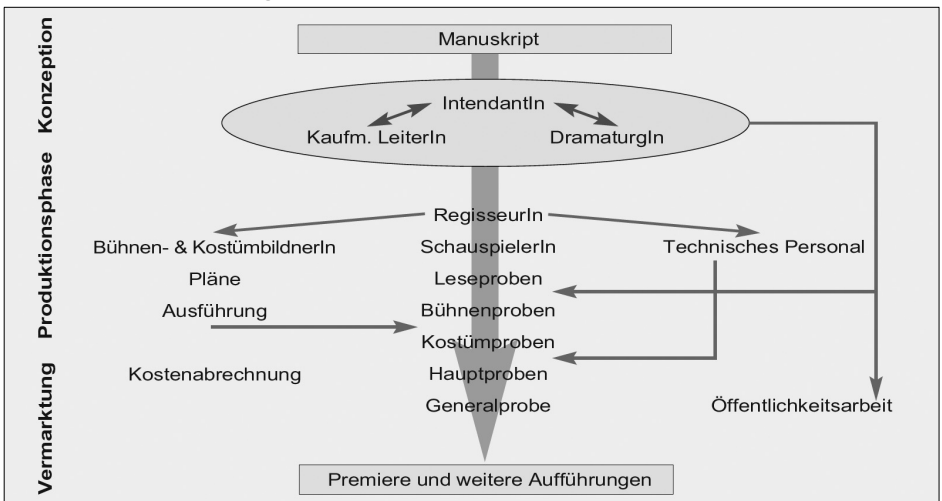 Konzeption
Produktionsphase
Vermarktung
Manuskript
IntendantIn
Kaufm. LeiterIn
DramaturgIn
RegisseurIn
Bühnen- & KostümbildnerIn
SchauspielerIn
Technisches Personal
Pläne
Leseproben
Ausführung
Bühnenproben
Kostümproben
Kostenabrechnung
Hauptproben
Generalprobe
Öffentlichkeitsarbeit
Premiere und weitere Aufführungen